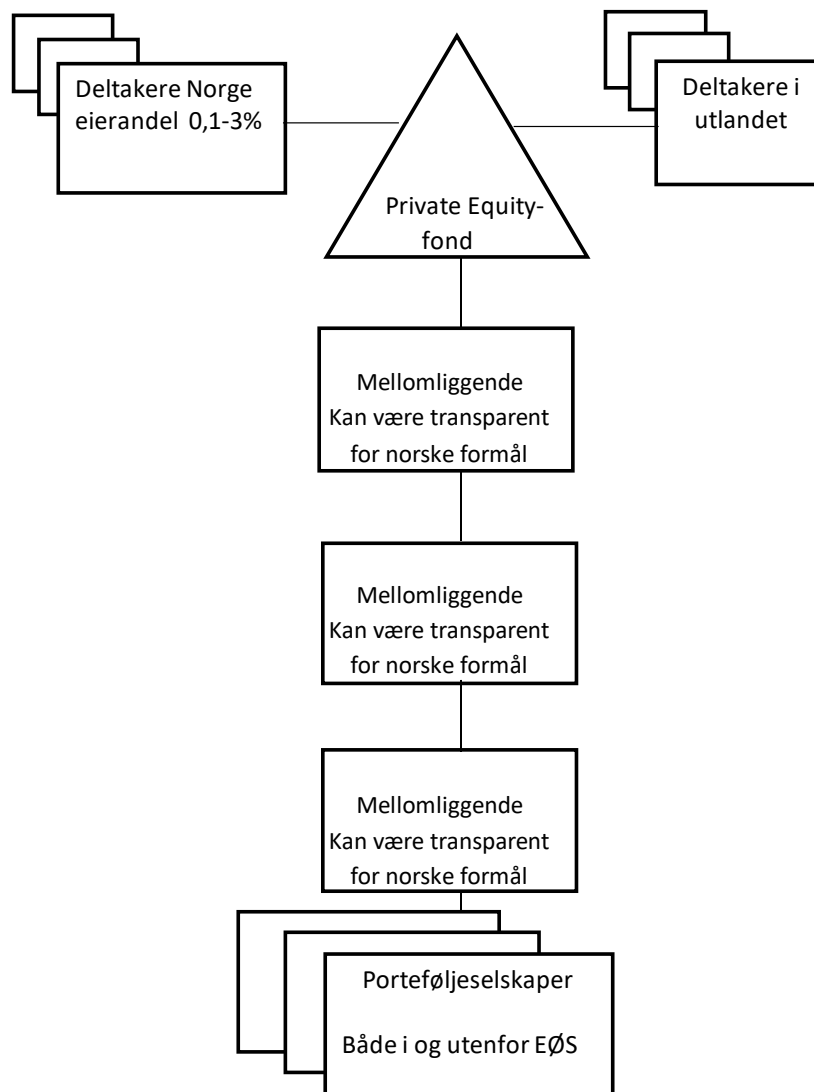 Deltakere Norge
eierandel 0,1-3%
Deltakere i
utlandet
Private Equity-
fond
Mellomliggende
Kan være transparent
for norske formål
Mellomliggende
Kan være transparent
for norske formål
Mellomliggende
Kan være transparent
for norske formål
Porteføljeselskaper
Både i og utenfor EØS